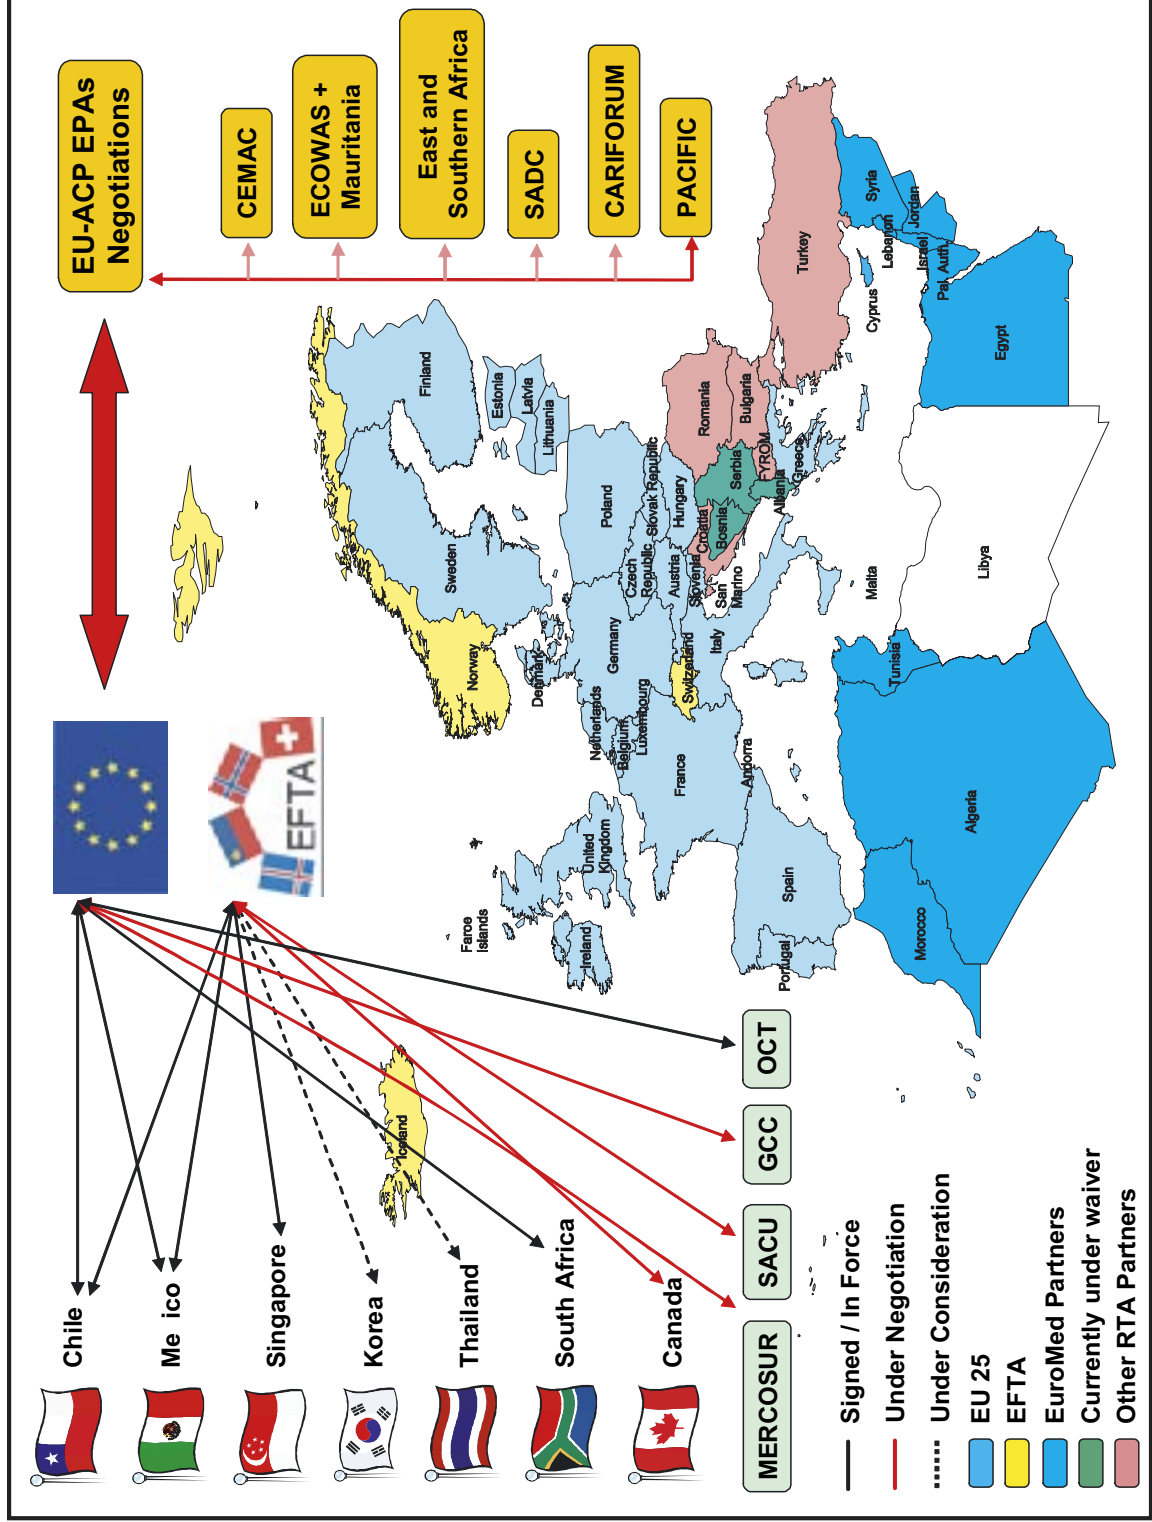 EU-ACP EPAs
Negotiations
CEMAC
ECOWAS +
Mauritania
East and
Southern Africa
SADC
CARIFORUM
PACIFIC
EFTA
Chile
Me ico
Singapore
Korea
Thailand
South Africa
Canada
MERCOSUR
SACU
GCC
OCT
Iceland
Faroe
Islands
Norway
Sweden
Finland
Estonia
Latvia
Lithuania
Denmark
Ireland
United
Kingdom
Netherlands
Belgium
Luxembourg
Germany
Poland
Czech
Republic
Slovak Republic
Austria
Hungary
Slovenia
Switzerland
France
Italy
San
Marino
Andorra
Spain
Portugal
Croatia
Bosnia
Serbia
Romania
Bulgaria
FYROM
Albania
Greece
Turkey
Malta
Cyprus
Syria
Lebanon
Jordan
Israel
Pal. Auth.
Egypt
Libya
Tunisia
Algeria
Morocco
Signed / In Force
Under Negotiation
Under Consideration
EU 25
EFTA
EuroMed Partners
Currently under waiver
Other RTA Partners